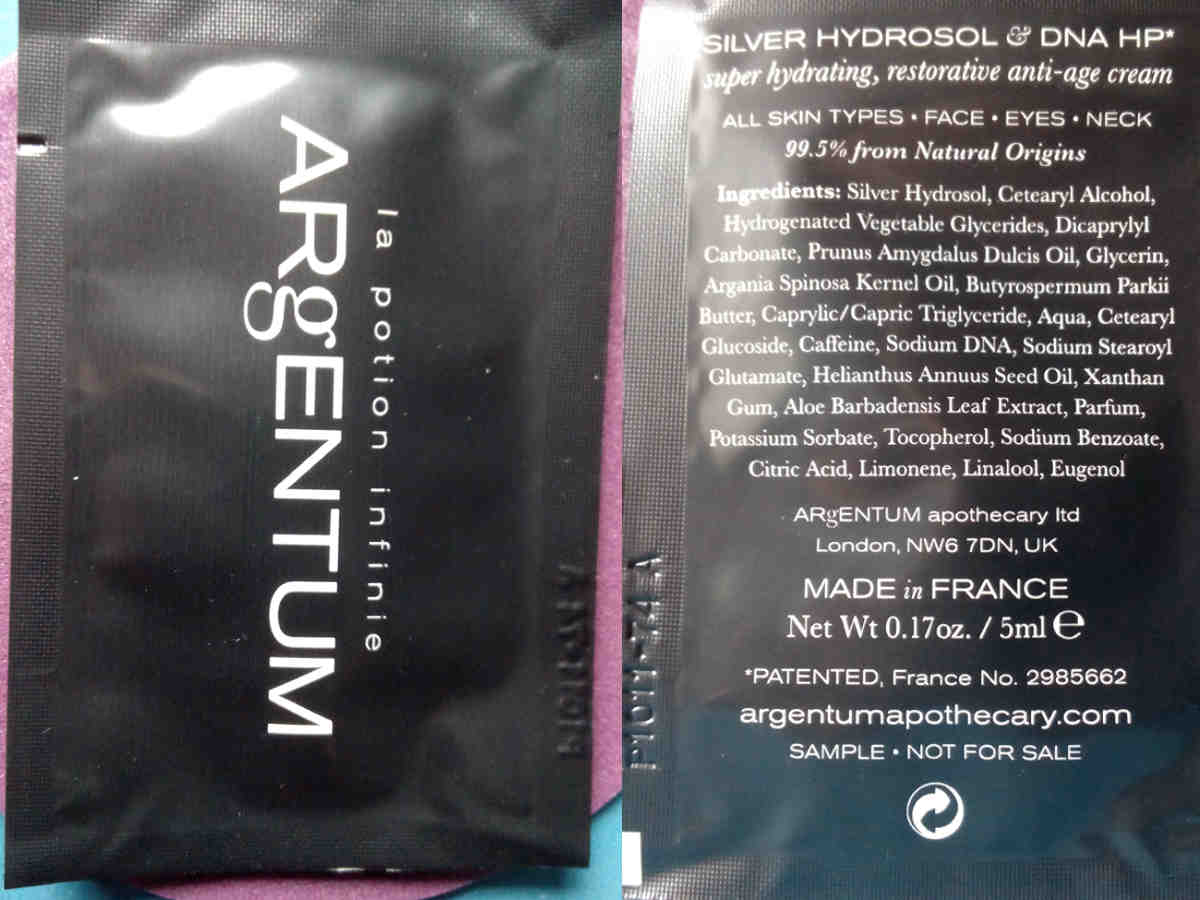 ARgENTUM
la potion infinie
SILVER HYDROSOL & DNA HP*
super hydrating, restorative anti-age cream
ALL SKIN TYPES • FACE • EYES • NECK
99.5% from Natural Origins
Ingredients: Silver Hydrosol, Cetearyl Alcohol,
Hydrogenated Vegetable Glycerides, Dicaprylyl
Carbonate, Prunus Amygdalus Dulcis Oil, Glycerin,
Argania Spinosa Kernel Oil, Butyrospermum Parkii
Butter, Caprylic/Capric Triglyceride, Aqua, Cetearyl
Glucoside, Caffeine, Sodium DNA, Sodium Stearoyl
Glutamate, Helianthus Annuus Seed Oil, Xanthan
Gum, Aloe Barbadensis Leaf Extract, Parfum,
Potassium Sorbate, Tocopherol, Sodium Benzoate,
Citric Acid, Limonene, Linalool, Eugenol
ARgENTUM apothecary ltd
London, NW6 7DN, UK
MADE in FRANCE
Net Wt 0.17oz. / 5ml ℮
*PATENTED, France No. 2985662
argentumapothecary.com
SAMPLE • NOT FOR SALE